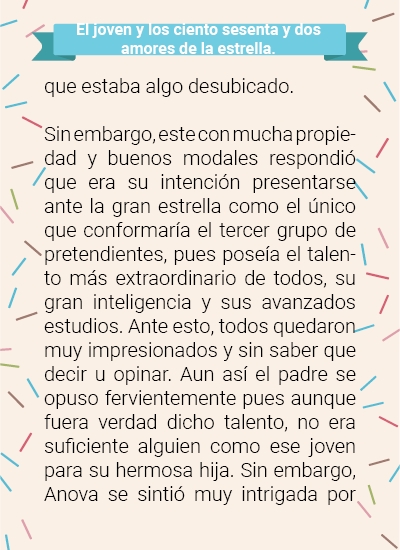 El joven y los ciento sesenta y dos
amores de la estrella.
que estaba algo desubicado.
Sin embargo, este con mucha propie-
dad y buenos modales respondió
que era su intención presentarse
ante la gran estrella como el único
que conformaría el tercer grupo de
pretendientes, pues poseía el talen-
to más extraordinario de todos, su
gran inteligencia y sus avanzados
estudios. Ante esto, todos quedaron
muy impresionados y sin saber que
decir u opinar. Aun así el padre se
opuso fervientemente pues aunque
fuera verdad dicho talento, no era
suficiente alguien como ese joven
para su hermosa hija. Sin embargo,
Anova se sintió muy intrigada por